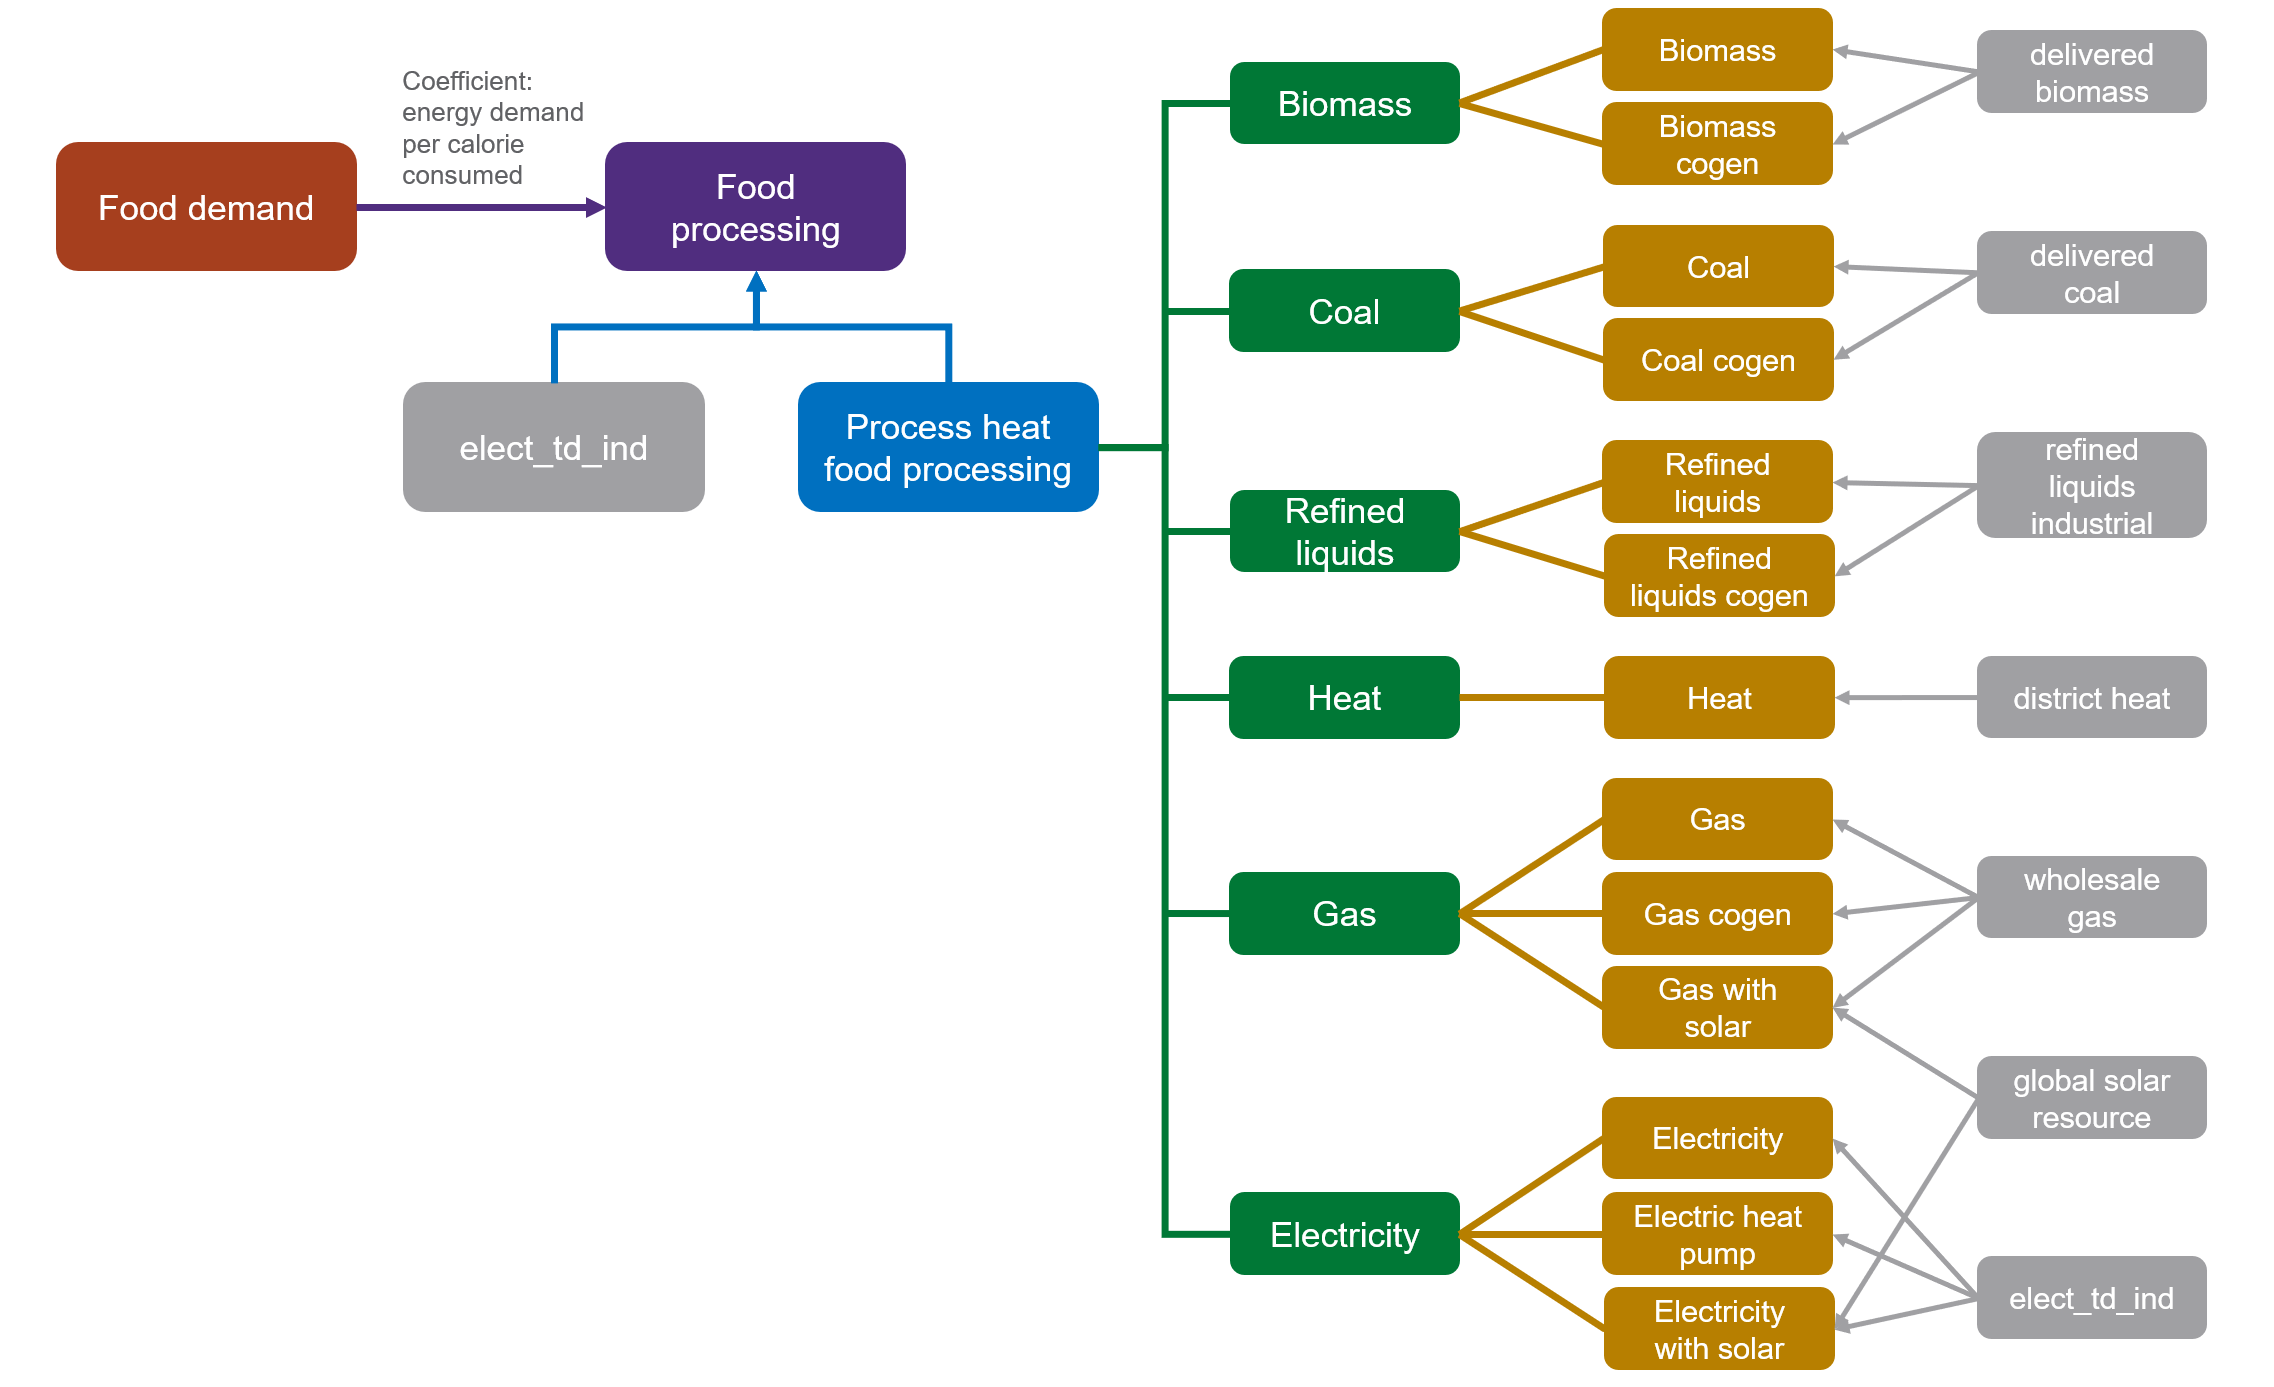 Coefficient:
energy demand
per calorie
consumed
Food demand
Food
processing
elect_td_ind
Process heat
food processing
Biomass
Coal
Refined
liquids
Heat
Gas
Electricity
Biomass
Biomass
cogen
Coal
Coal cogen
Refined
liquids
Refined
liquids cogen
Heat
Gas
Gas cogen
Gas with
solar
Electricity
Electric heat
pump
Electricity
with solar
delivered
biomass
delivered
coal
refined
liquids
industrial
district heat
wholesale
gas
global solar
resource
elect_td_ind